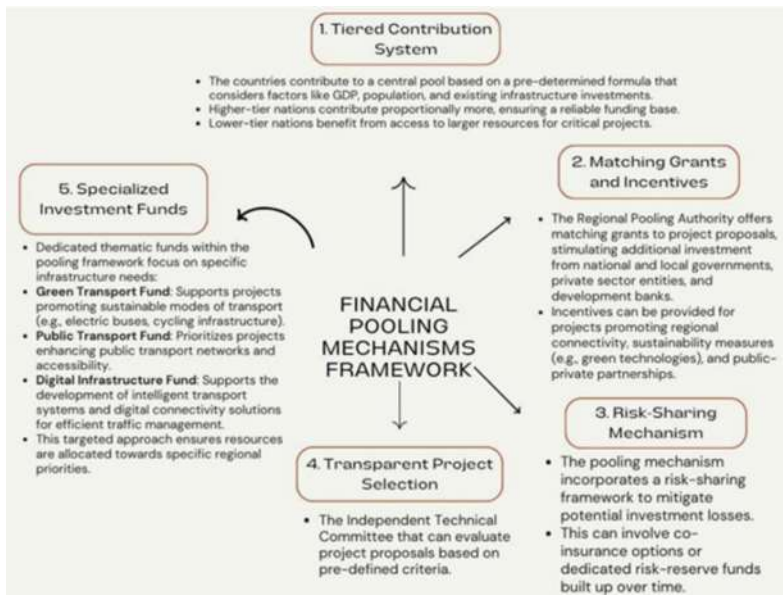 1. Tiered Contribution
System
• The countries contribute to a central pool based on a pre-determined formula that
considers factors like GDP, population, and existing infrastructure investments.
• Higher-tier nations contribute proportionally more, ensuring a reliable funding base.
• Lower-tier nations benefit from access to larger resources for critical projects.
2. Matching Grants
and Incentives
• The Regional Pooling Authority offers
matching grants to project proposals,
stimulating additional investment
from national and local governments,
private sector entities, and
development banks.
• Incentives can be provided for
projects promoting regional
connectivity, sustainability measures
(e.g., green technologies), and public-
private partnerships.
3. Risk-Sharing
Mechanism
• The pooling mechanism
incorporates a risk-sharing
framework to mitigate
potential investment losses.
• This can involve co-
insurance options or
dedicated risk-reserve funds
built up over time.
4. Transparent Project
Selection
• The Independent Technical
Committee that can evaluate
project proposals based on
pre-defined criteria.
5. Specialized
Investment Funds
• Dedicated thematic funds within the
pooling framework focus on specific
infrastructure needs:
• Green Transport Fund: Supports projects
promoting sustainable modes of transport
(e.g., electric buses, cycling infrastructure).
• Public Transport Fund: Prioritizes projects
enhancing public transport networks and
accessibility.
• Digital Infrastructure Fund: Supports the
development of intelligent transport
systems and digital connectivity solutions
for efficient traffic management.
• This targeted approach ensures resources
are allocated towards specific regional
priorities.
FINANCIAL
POOLING
MECHANISMS
FRAMEWORK